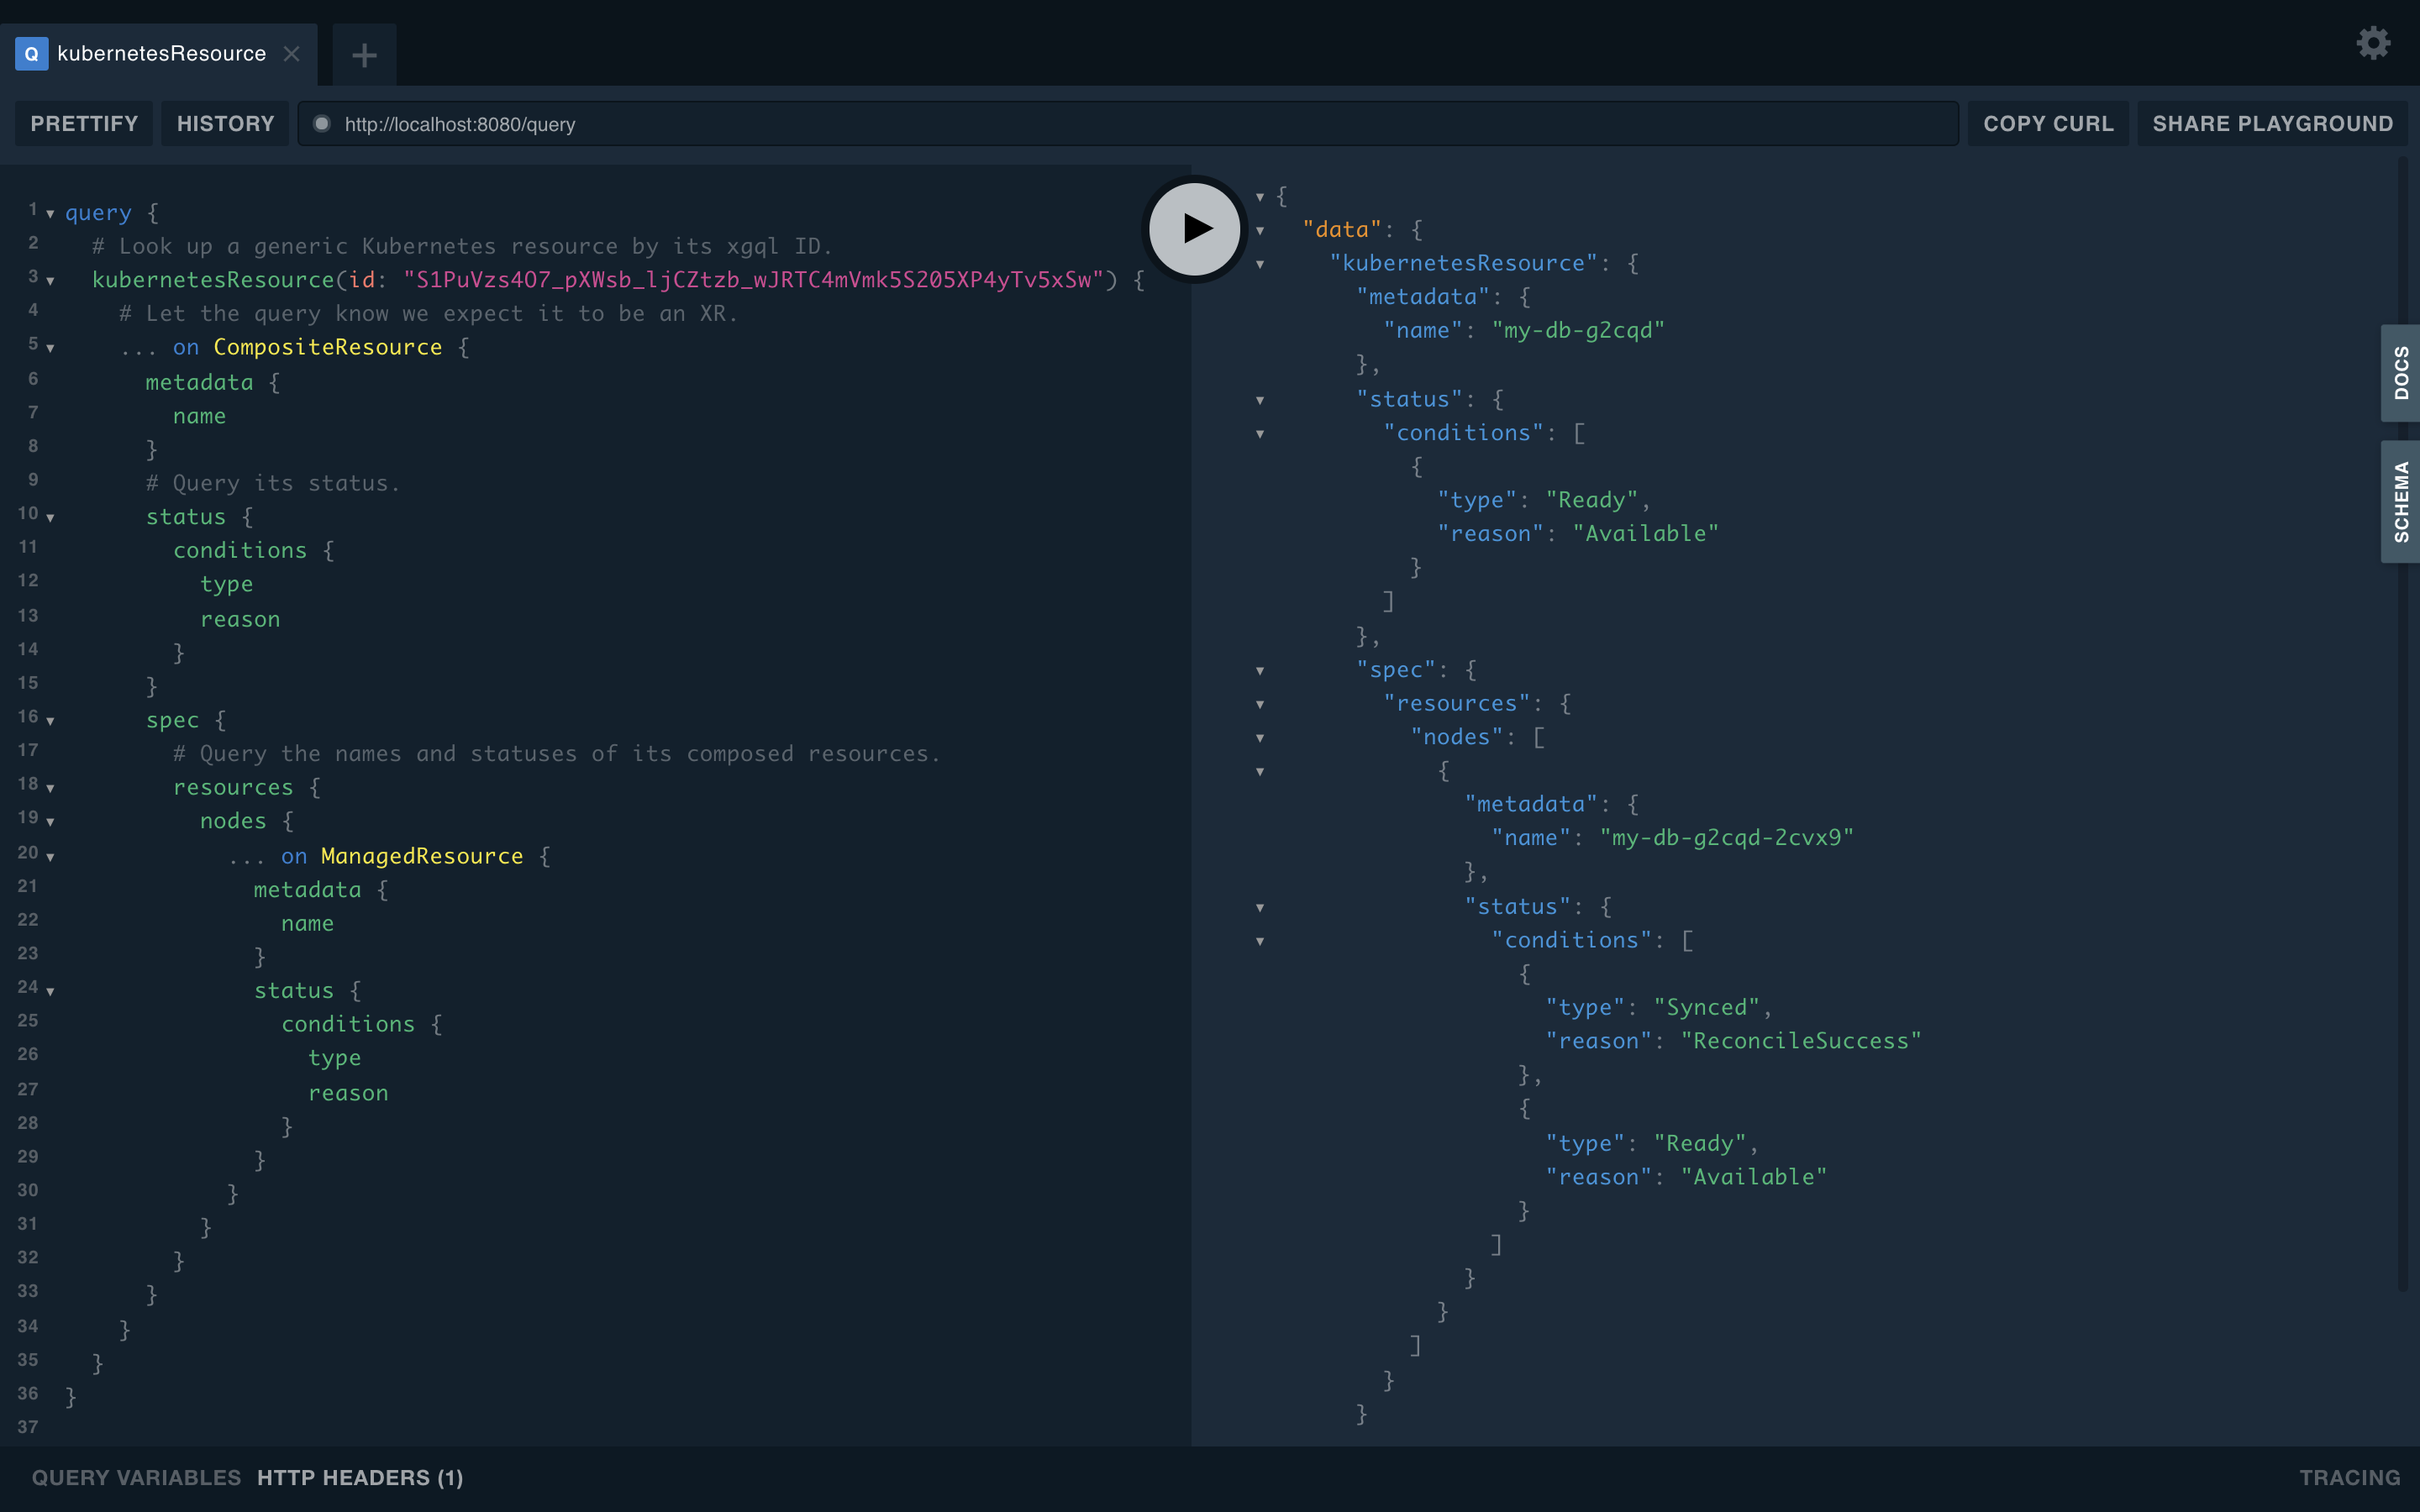 Q kubernetesResource
PRETTIFY HISTORY http://localhost:8080/query COPY CURL SHARE PLAYGROUND
1 query {
2 # Look up a generic Kubernetes resource by its xgql ID.
3 kubernetesResource(id: "S1PuVzs4O7_pXWsb_ljCZtzb_wJRTC4mVmk5S205XP4yTv5xSw") {
4 # Let the query know we expect it to be an XR.
5 ... on CompositeResource {
6 metadata {
7 name
8 }
9 # Query its status.
10 status {
11 conditions {
12 type
13 reason
14 }
15 }
16 spec {
17 # Query the names and statuses of its composed resources.
18 resources {
19 nodes {
20 ... on ManagedResource {
21 metadata {
22 name
23 }
24 status {
25 conditions {
26 type
27 reason
28 }
29 }
30 }
31 }
32 }
33 }
34 }
35 }
36 }
37
{
"data": {
"kubernetesResource": {
"metadata": {
"name": "my-db-g2cqd"
},
"status": {
"conditions": [
{
"type": "Ready",
"reason": "Available"
}
]
},
"spec": {
"resources": {
"nodes": [
{
"metadata": {
"name": "my-db-g2cqd-2cvx9"
},
"status": {
"conditions": [
{
"type": "Synced",
"reason": "ReconcileSuccess"
},
{
"type": "Ready",
"reason": "Available"
}
]
}
}
]
}
}
DOCS
SCHEMA
QUERY VARIABLES HTTP HEADERS (1) TRACING